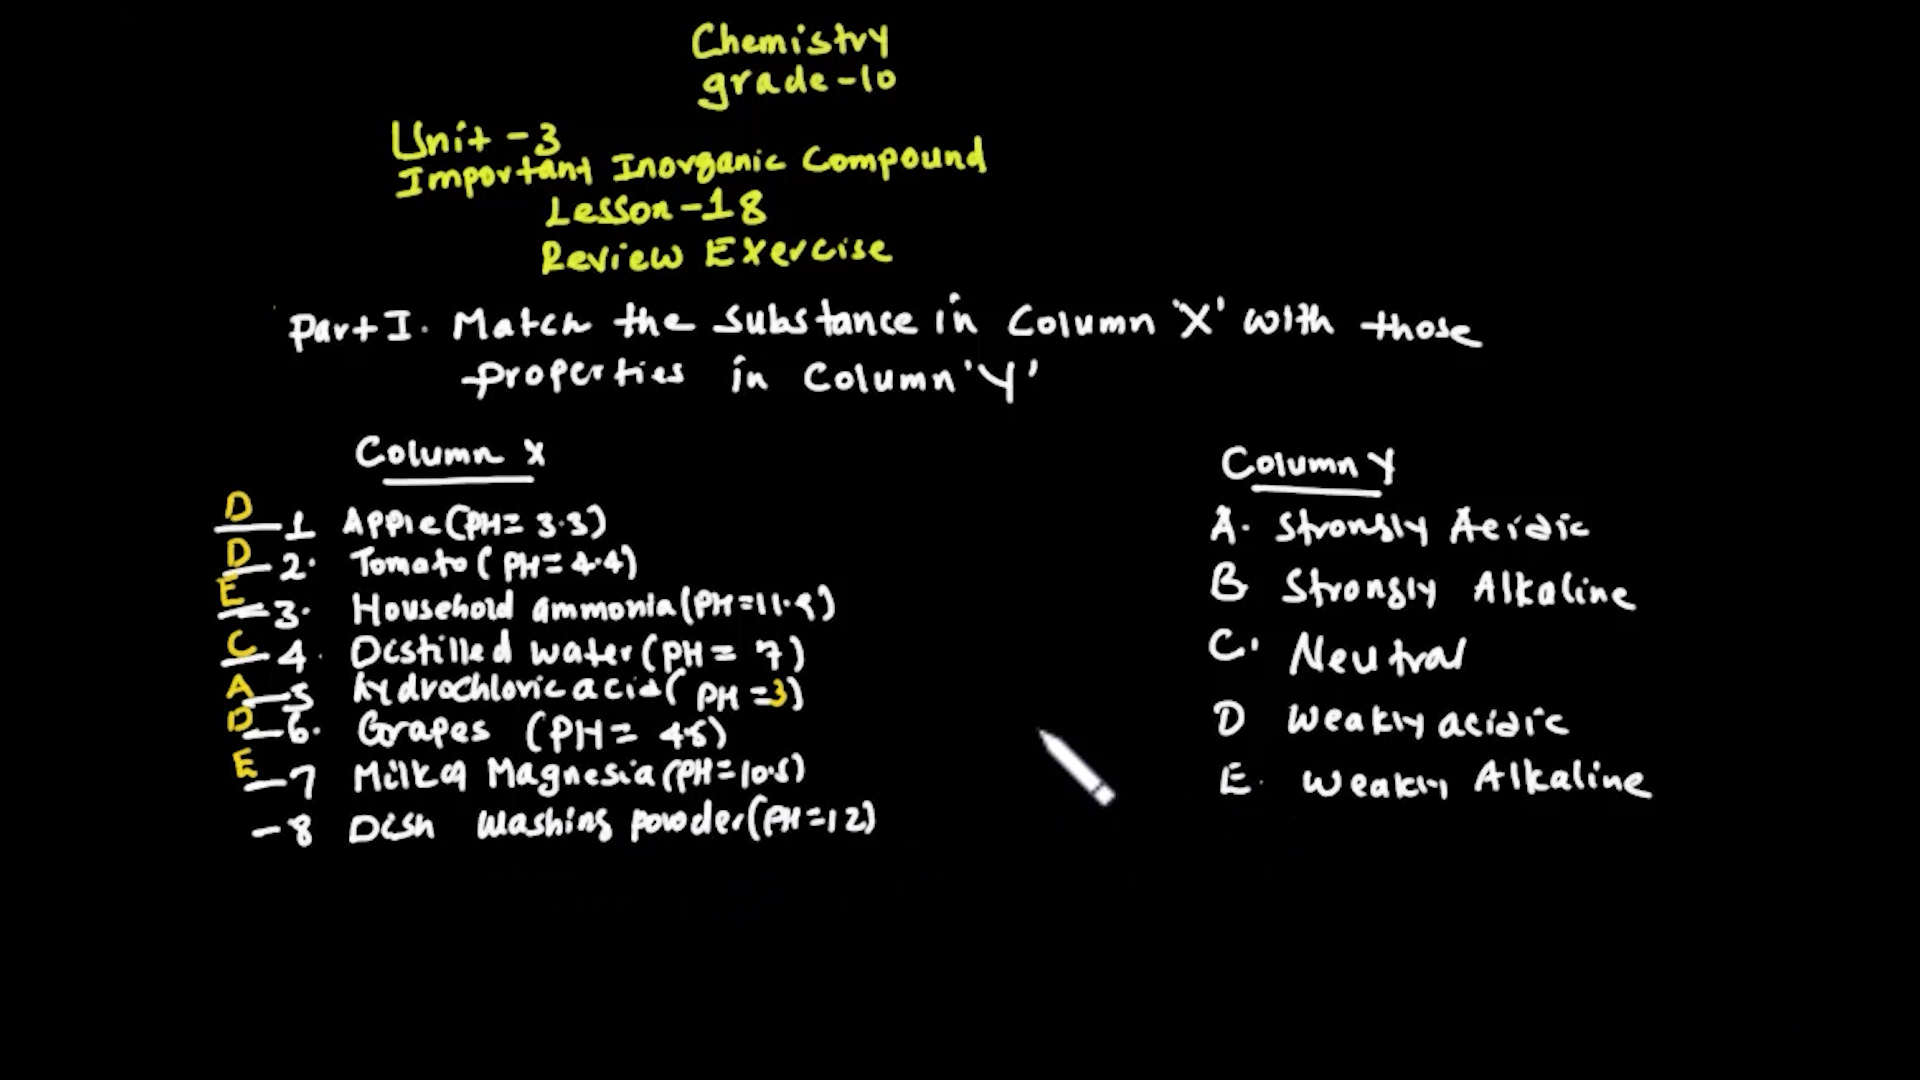 Chemistry
grade-10
Unit-3
Important Inorganic Compound
Lesson-18
Review Exercise
Part I. Match the substance in Column 'X' with those
properties in Column 'Y'
Column X
D 1 Apple(PH= 3.3)
D 2. Tomato( PH= 4.4)
E 3. Household ammonia(PH=11.9)
C 4. Distilled water(PH= 7)
A 5 hydrochloric acid( PH =3)
D 6. Grapes (PH= 4.5)
E 7 Milk of Magnesia(PH=10.5)
- 8 Dish washing powder(PH=12)
Column Y
A. Strongly Acidic
B Strongly Alkaline
C. Neutral
D Weakly acidic
E. Weakly Alkaline